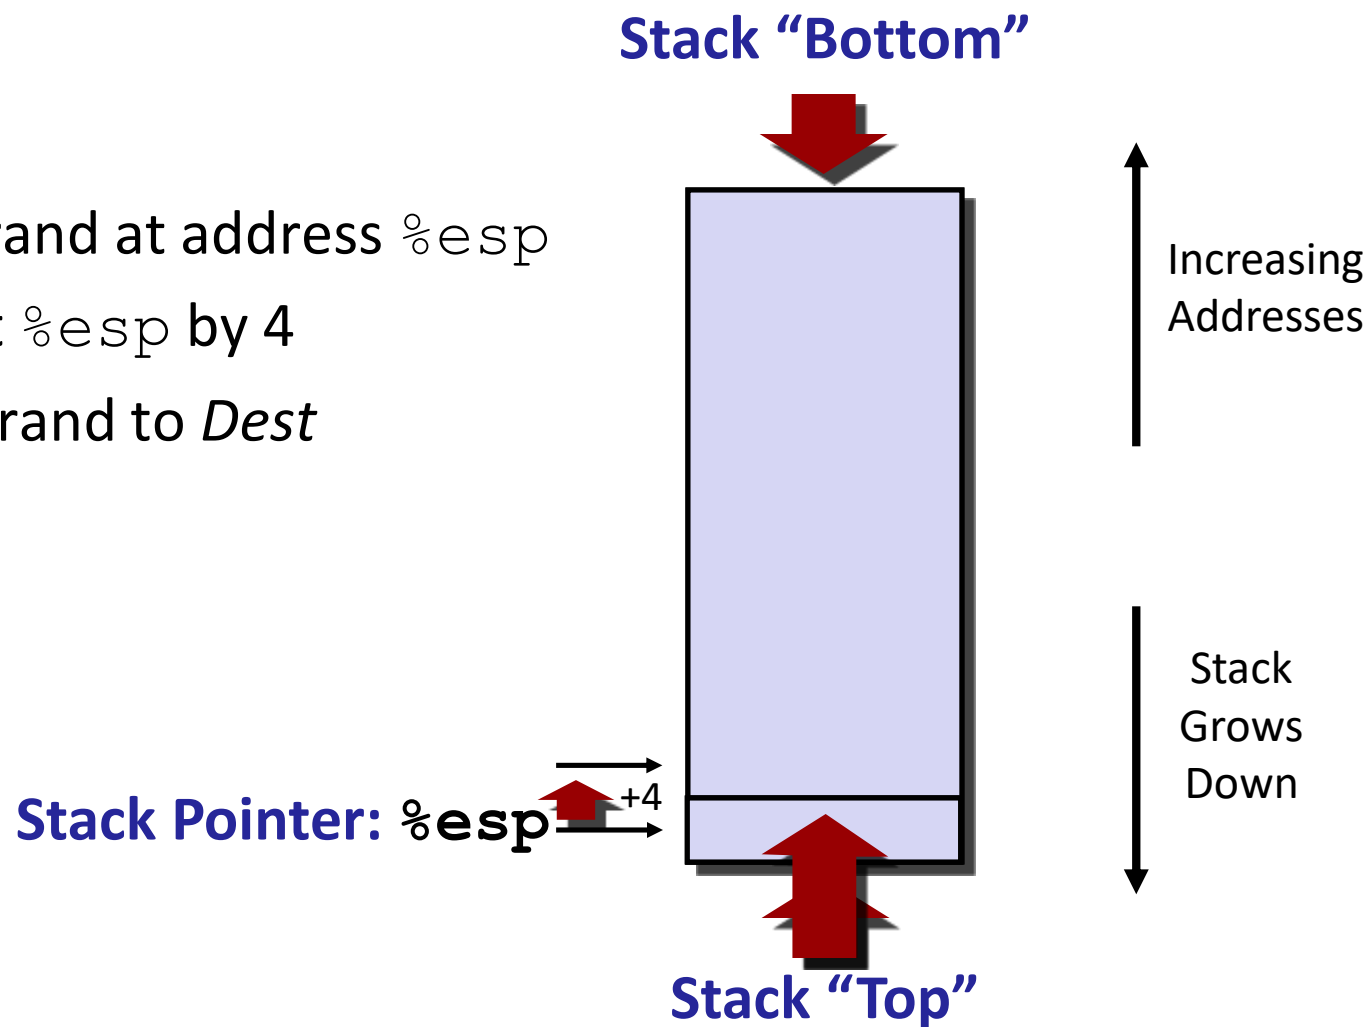 Stack “Bottom”
rand at address %esp
t %esp by 4
rand to Dest
Increasing
Addresses
Stack
Grows
Down
+4
Stack Pointer: %esp
Stack “Top”